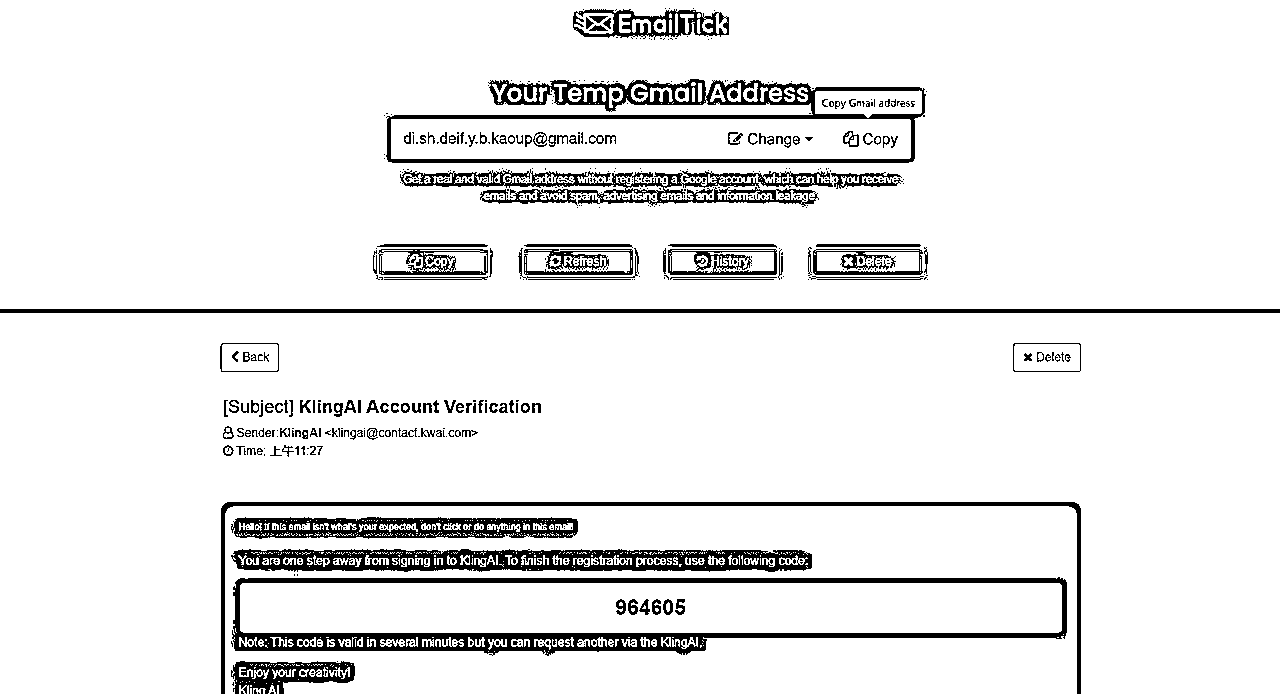 EmailTick
Your Temp Gmail Address
Copy Gmail address
di.sh.deif.y.b.kaoup@gmail.com
Change
Copy
Get a real and valid Gmail address without registering a Google account, which can help you receive
emails and avoid spam, advertising emails and information leakage.
Copy
Refresh
History
Delete
Back
Delete
[Subject] KlingAI Account Verification
Sender:KlingAI <klingai@contact.kwai.com>
Time: 上午11:27
Hello! If this email isn't what's your expected, don't click or do anything in this email!
You are one step away from signing in to KlingAI. To finish the registration process, use the following code:
964605
Note: This code is valid in several minutes but you can request another via the KlingAI.
Enjoy your creativity!
Kling AI